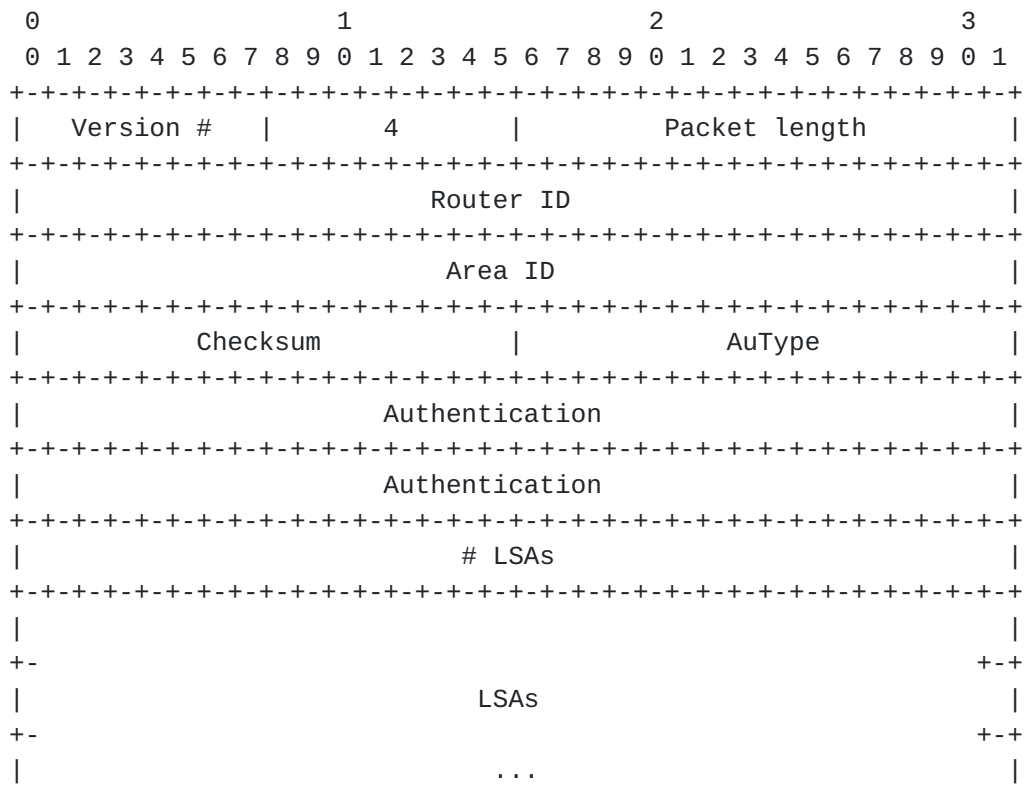 0                   1                   2                   3
 0 1 2 3 4 5 6 7 8 9 0 1 2 3 4 5 6 7 8 9 0 1 2 3 4 5 6 7 8 9 0 1
+-+-+-+-+-+-+-+-+-+-+-+-+-+-+-+-+-+-+-+-+-+-+-+-+-+-+-+-+-+-+-+-+
|   Version #   |       4       |         Packet length         |
+-+-+-+-+-+-+-+-+-+-+-+-+-+-+-+-+-+-+-+-+-+-+-+-+-+-+-+-+-+-+-+-+
|                          Router ID                            |
+-+-+-+-+-+-+-+-+-+-+-+-+-+-+-+-+-+-+-+-+-+-+-+-+-+-+-+-+-+-+-+-+
|                           Area ID                             |
+-+-+-+-+-+-+-+-+-+-+-+-+-+-+-+-+-+-+-+-+-+-+-+-+-+-+-+-+-+-+-+-+
|           Checksum            |             AuType            |
+-+-+-+-+-+-+-+-+-+-+-+-+-+-+-+-+-+-+-+-+-+-+-+-+-+-+-+-+-+-+-+-+
|                       Authentication                          |
+-+-+-+-+-+-+-+-+-+-+-+-+-+-+-+-+-+-+-+-+-+-+-+-+-+-+-+-+-+-+-+-+
|                       Authentication                          |
+-+-+-+-+-+-+-+-+-+-+-+-+-+-+-+-+-+-+-+-+-+-+-+-+-+-+-+-+-+-+-+-+
|                            # LSAs                             |
+-+-+-+-+-+-+-+-+-+-+-+-+-+-+-+-+-+-+-+-+-+-+-+-+-+-+-+-+-+-+-+-+
|                                                               |
+-                                                            +-+
|                             LSAs                              |
+-                                                            +-+
|                              ...                              |